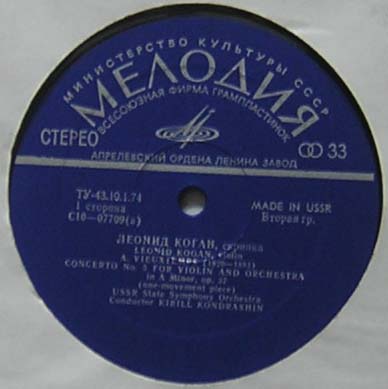 МИНИСТЕРСТВО КУЛЬТУРЫ СССР
МЕЛОДИЯ
ВСЕСОЮЗНАЯ ФИРМА ГРАМПЛАСТИНОК
СТЕРЕО
33
АПРЕЛЕВСКИЙ ОРДЕНА ЛЕНИНА ЗАВОД
ТУ-43.10.1.74
MADE IN USSR
1 сторона
Вторая гр.
С10—07709(а)
ЛЕОНИД КОГАН, скрипка
LEONID KOGAN, violin
A. VIEUXTEMPS (1820—1881)
CONCERTO No. 5 FOR VIOLIN AND ORCHESTRA
in A Minor, op. 37
(one-movement piece)
USSR State Symphony Orchestra
Conductor KIRILL KONDRASHIN